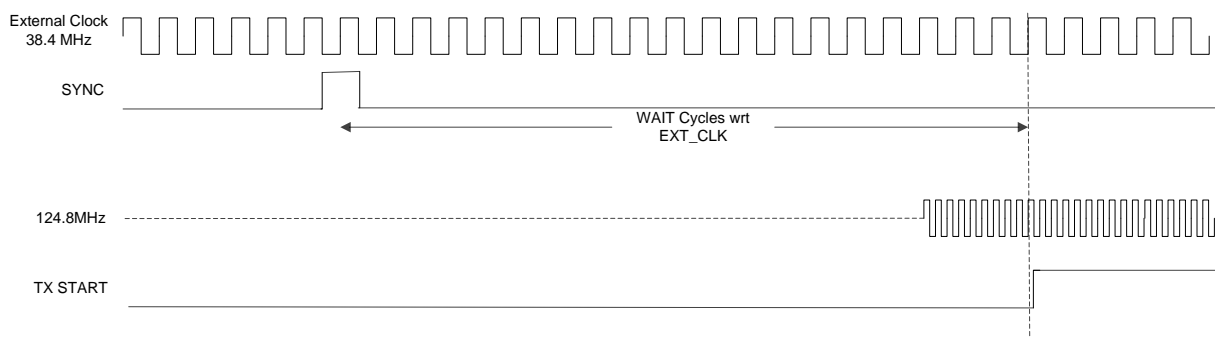 External Clock
38.4 MHz
SYNC
WAIT Cycles wrt
EXT_CLK
124.8MHz
TX START